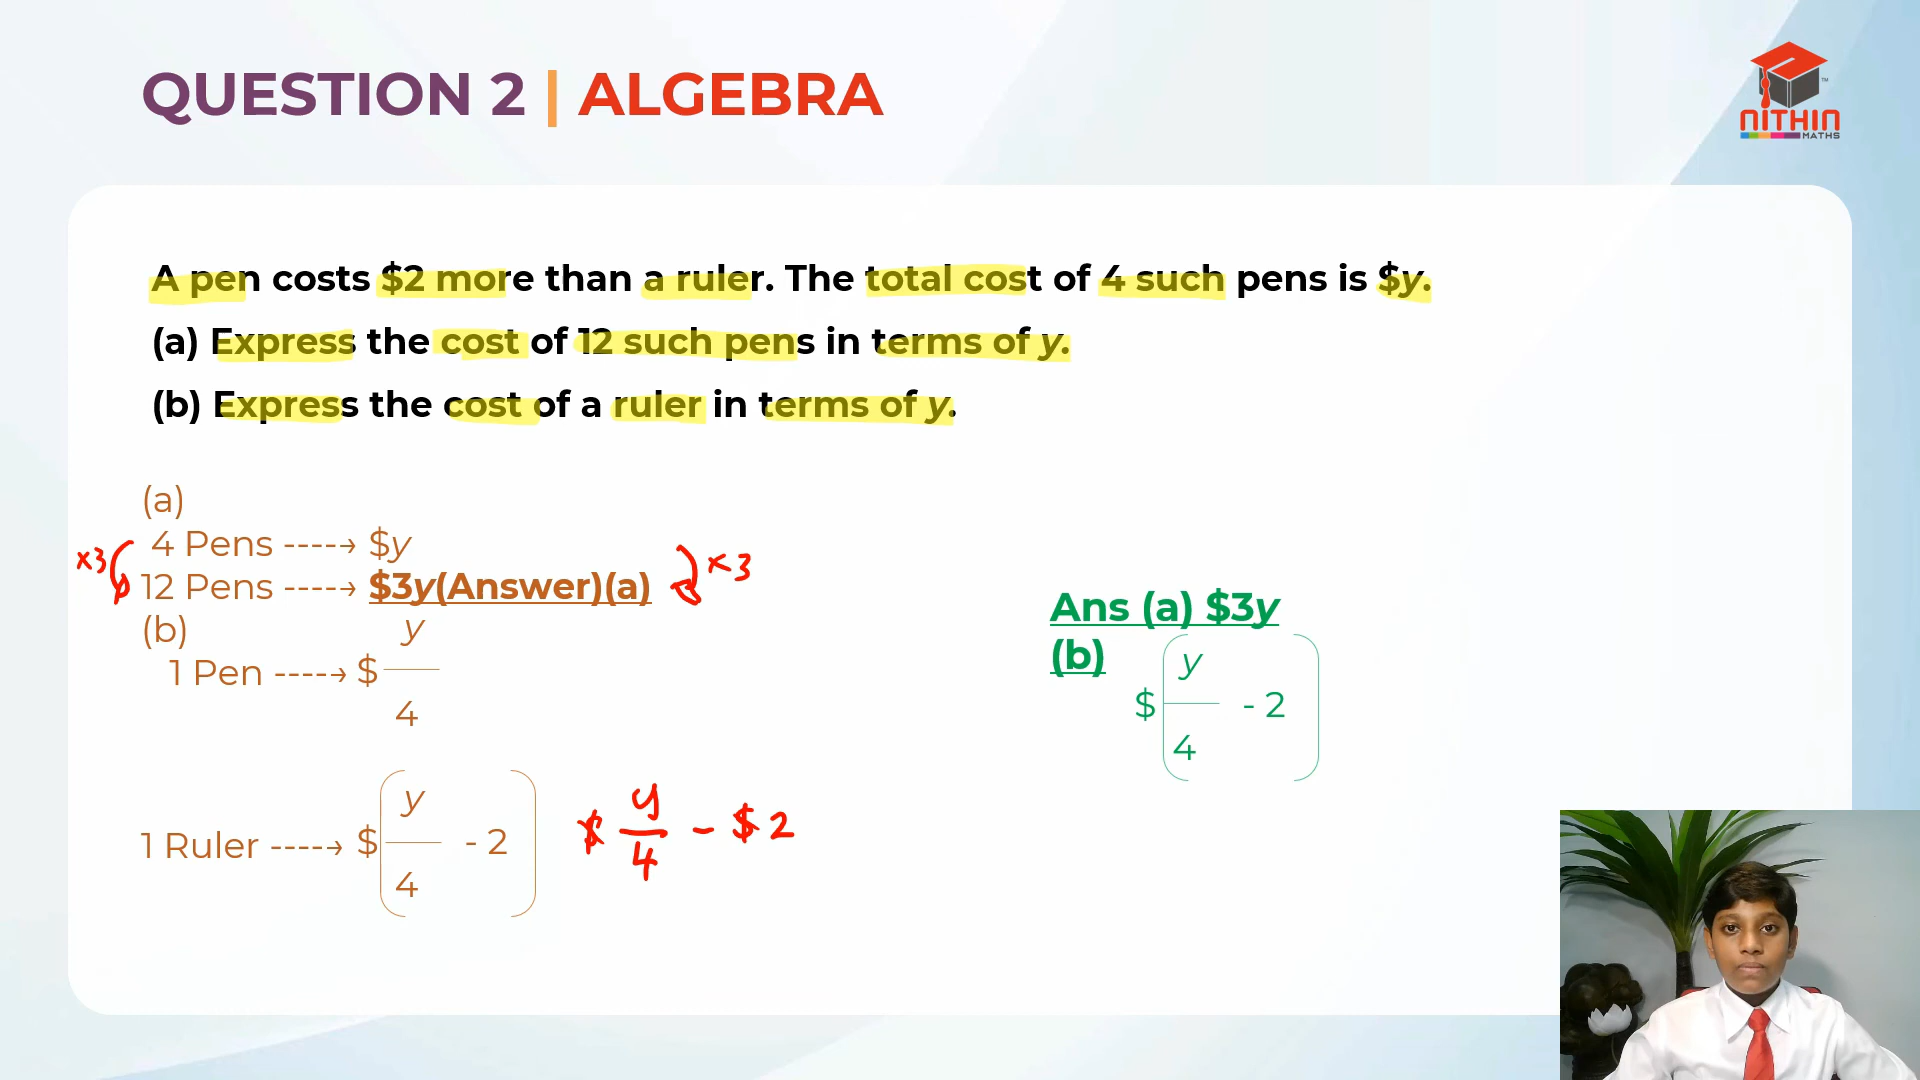 QUESTION 2 | ALGEBRA
NITHIN
MATHS
TM
A pen costs $2 more than a ruler. The total cost of 4 such pens is $y.
(a) Express the cost of 12 such pens in terms of y.
(b) Express the cost of a ruler in terms of y.
(a)
4 Pens ----→ $y
×3
12 Pens ----→ $3y(Answer)(a)
×3
(b)
y
1 Pen ----→ $
4
y
1 Ruler ----→ $ - 2
4
y
$ - $2
4
Ans (a) $3y
(b)
y
$ - 2
4